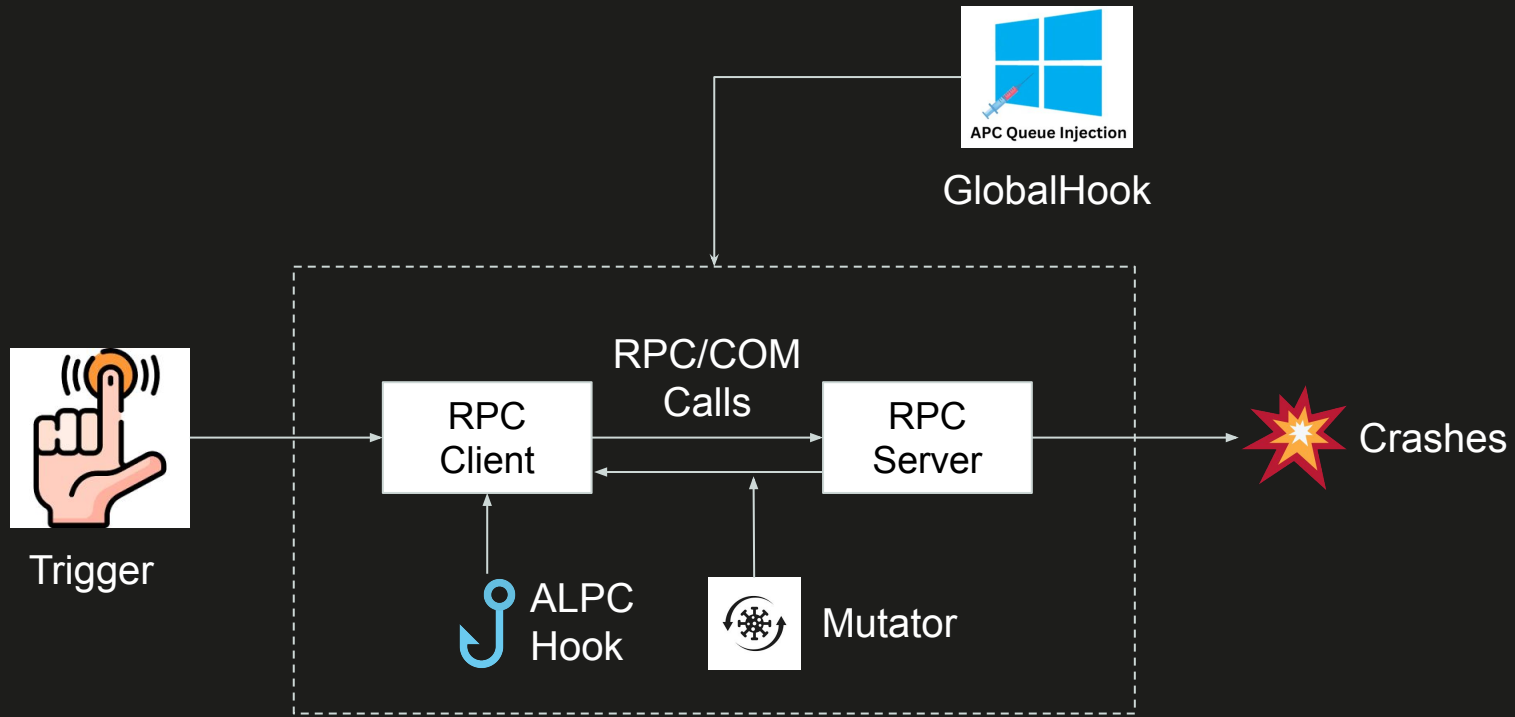 APC Queue Injection
GlobalHook
RPC/COM
Calls
RPC
Client
RPC
Server
Crashes
Trigger
ALPC
Hook
Mutator